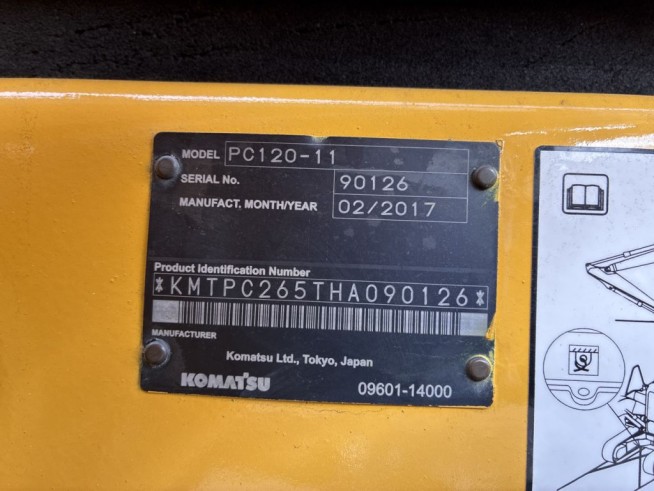 MODEL PC120-11
SERIAL No. 90126
MANUFACT. MONTH/YEAR 02/2017
Product Identification Number
*KMTPC265THA090126*
MANUFACTURER
Komatsu Ltd., Tokyo, Japan
KOMATSU 09601-14000